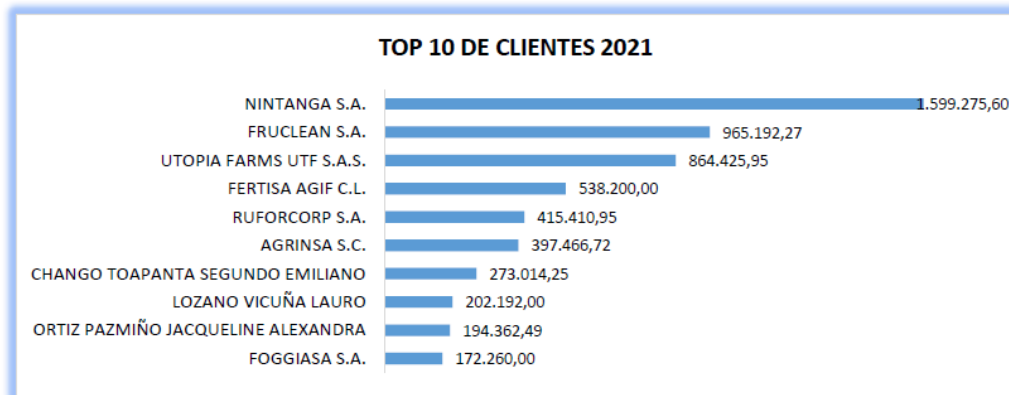 TOP 10 DE CLIENTES 2021
NINTANGA S.A. 1.599.275,60
FRUCLEAN S.A. 965.192,27
UTOPIA FARMS UTF S.A.S. 864.425,95
FERTISA AGIF C.L. 538.200,00
RUFORCORP S.A. 415.410,95
AGRINSA S.C. 397.466,72
CHANGO TOAPANTA SEGUNDO EMILIANO 273.014,25
LOZANO VICUÑA LAURO 202.192,00
ORTIZ PAZMIÑO JACQUELINE ALEXANDRA 194.362,49
FOGGIASA S.A. 172.260,00